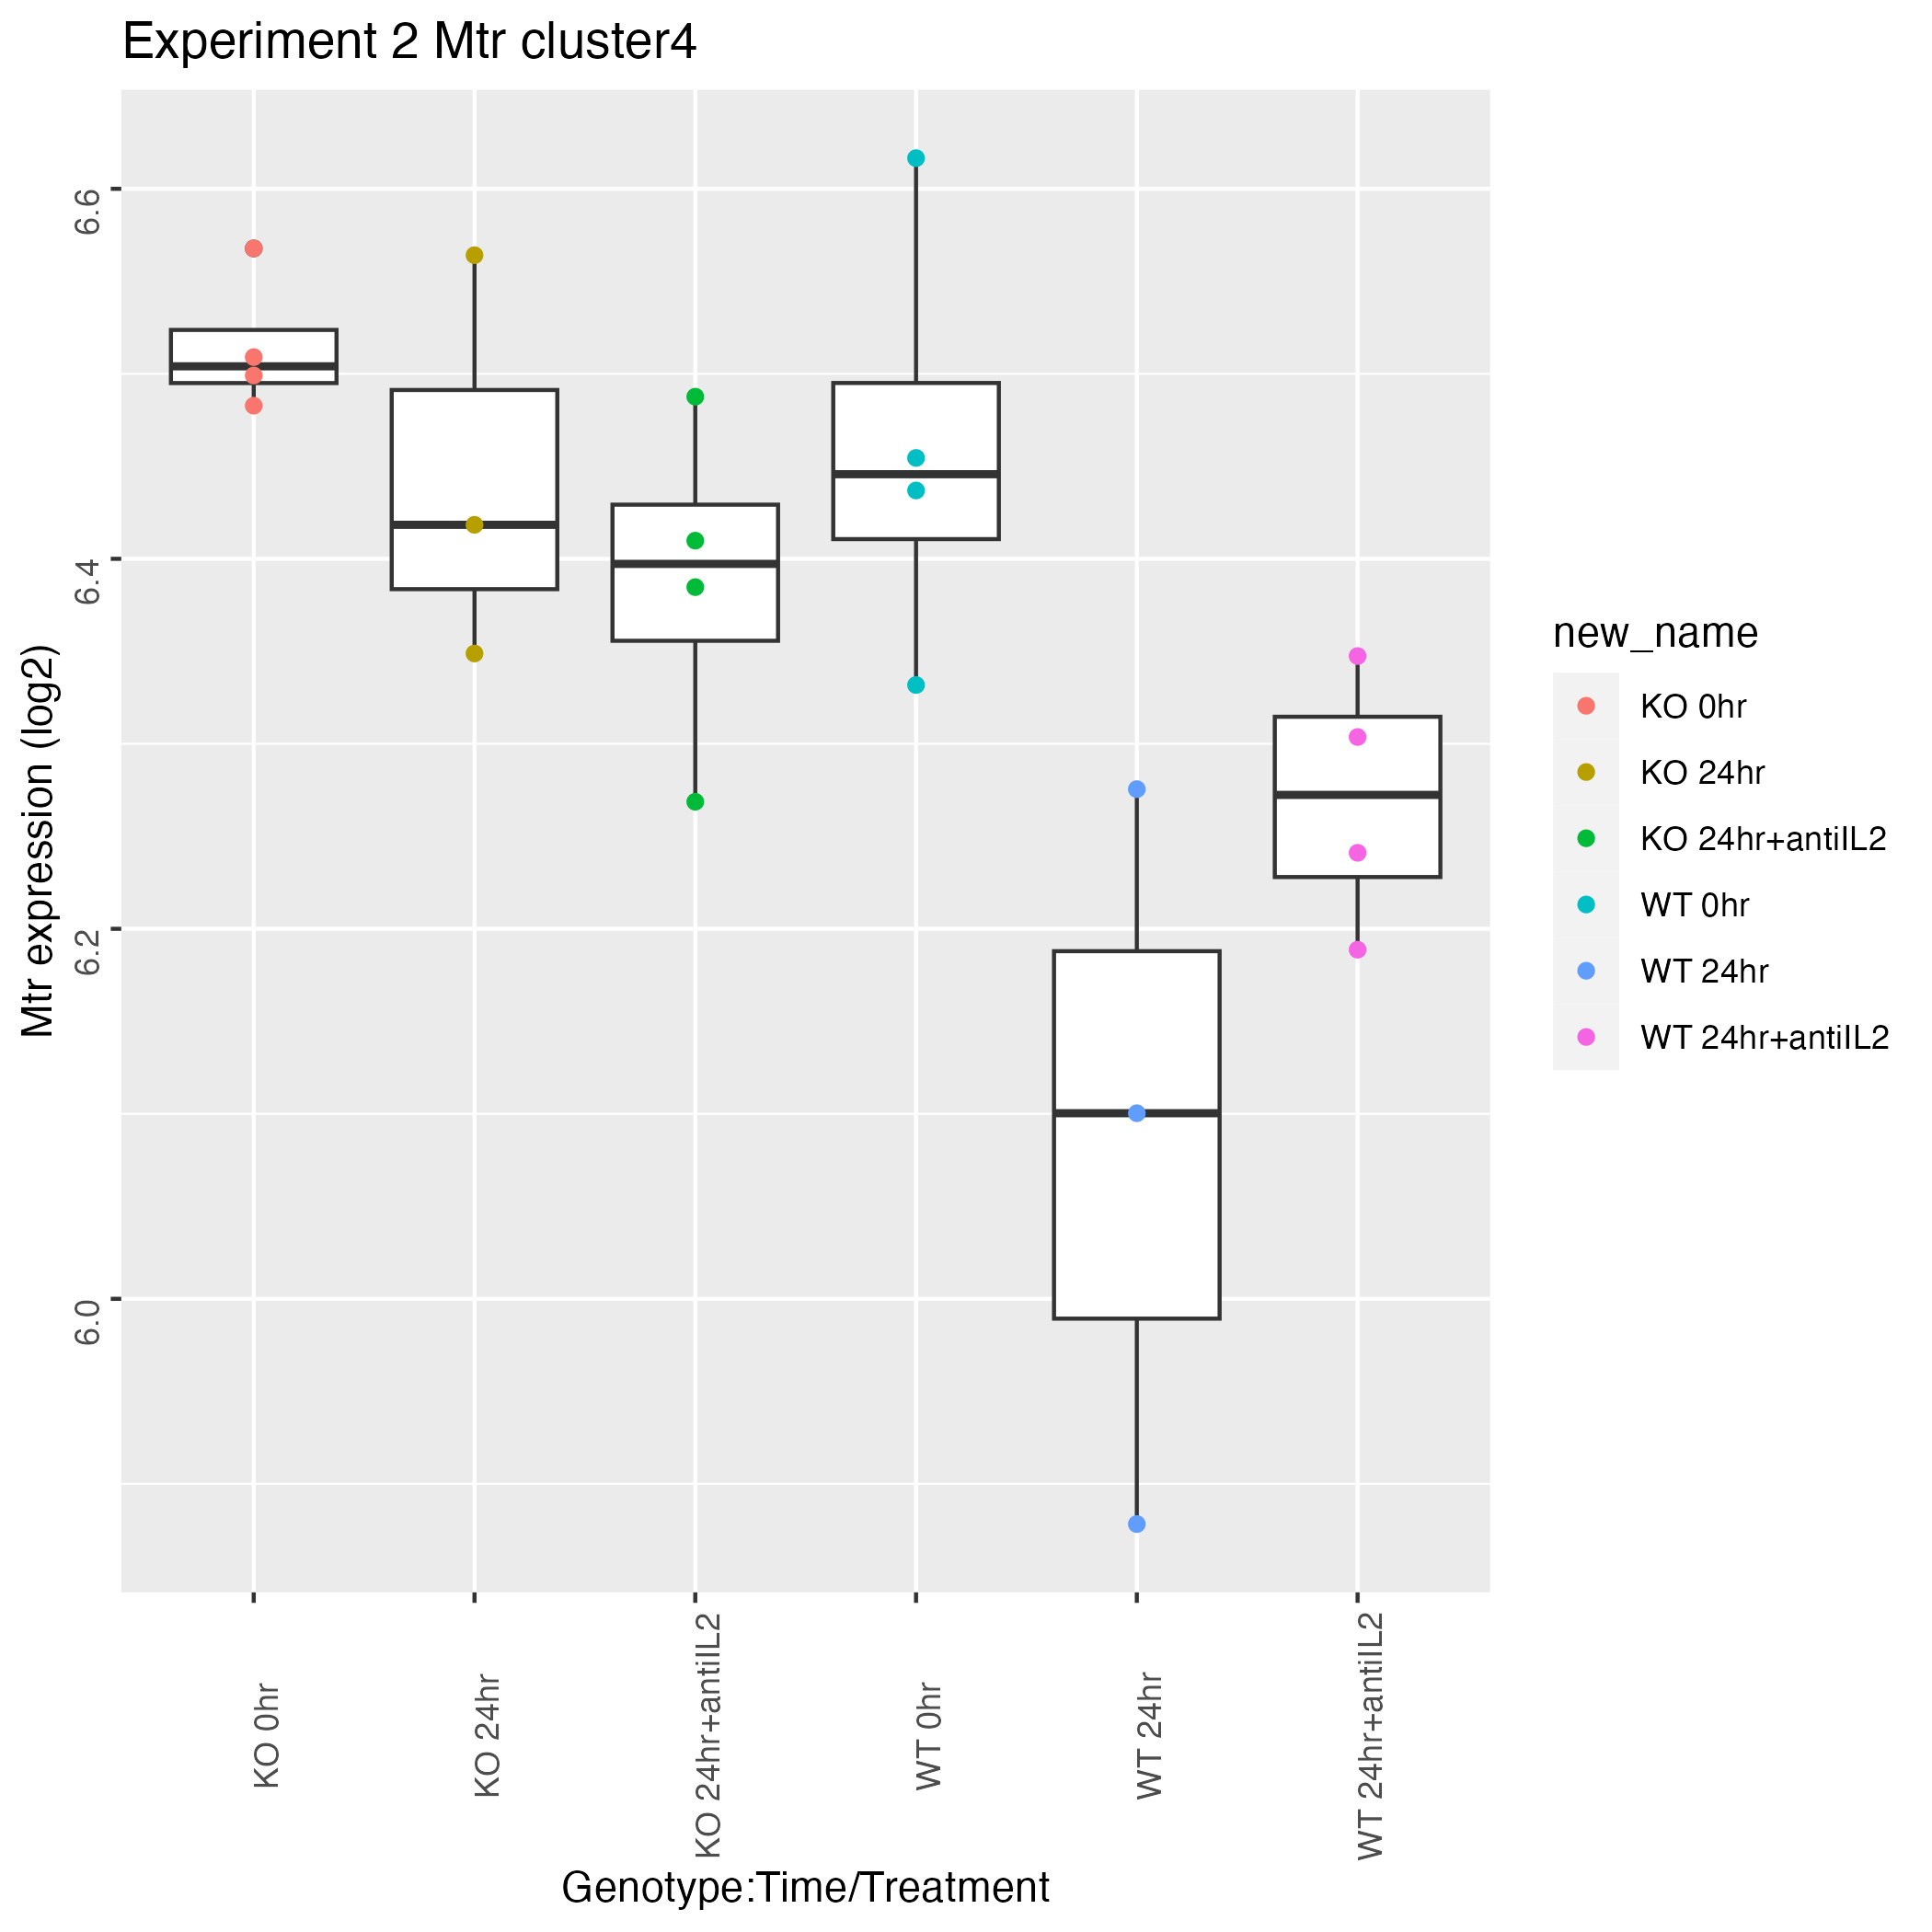 Experiment 2 Mtr cluster4
Mtr expression (log2)
6.6
6.4
6.2
6.0
KO 0hr
KO 24hr
KO 24hr+antiIL2
WT 0hr
WT 24hr
WT 24hr+antiIL2
Genotype:Time/Treatment
new_name
KO 0hr
KO 24hr
KO 24hr+antiIL2
WT 0hr
WT 24hr
WT 24hr+antiIL2